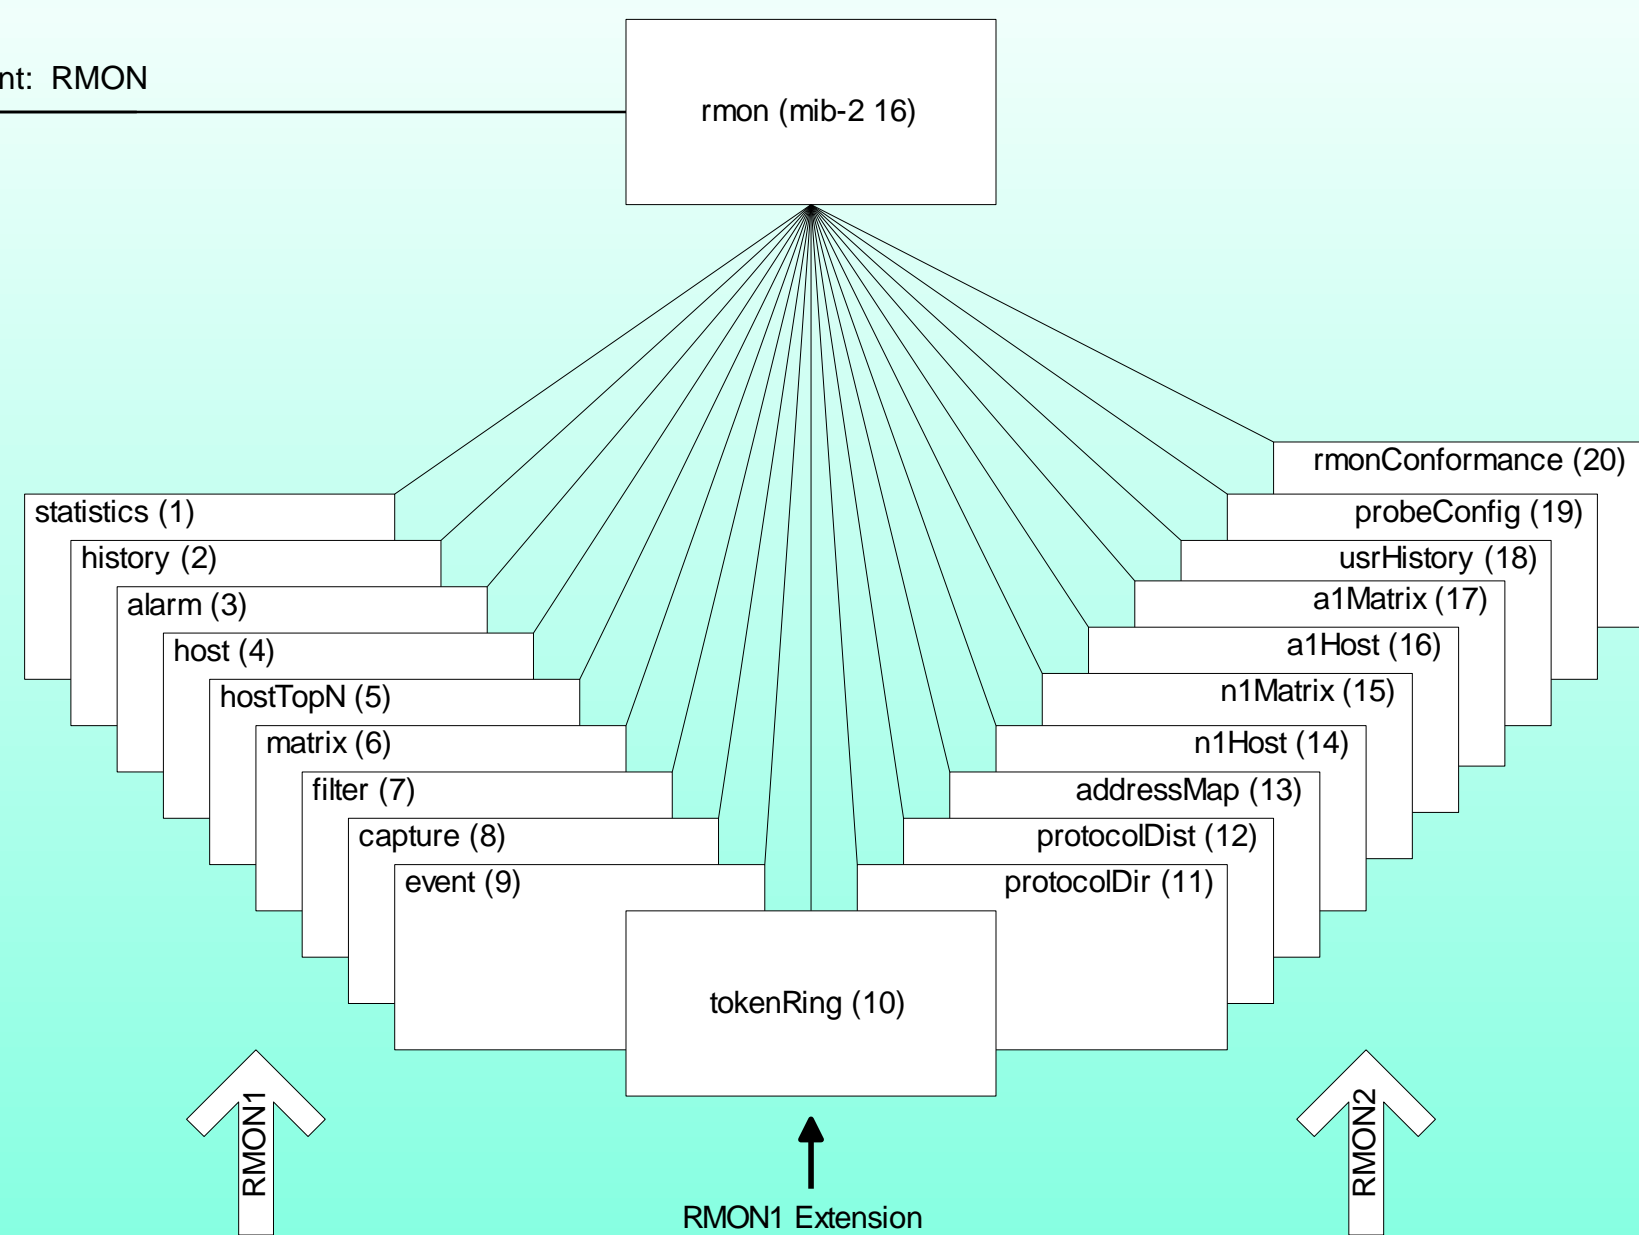 nt: RMON
rmon (mib-2 16)
rmonConformance (20)
statistics (1)
probeConfig (19)
history (2)
usrHistory (18)
alarm (3)
a1Matrix (17)
host (4)
a1Host (16)
hostTopN (5)
n1Matrix (15)
matrix (6)
n1Host (14)
filter (7)
addressMap (13)
capture (8)
protocolDist (12)
event (9)
protocolDir (11)
tokenRing (10)
RMON1
RMON2
RMON1 Extension